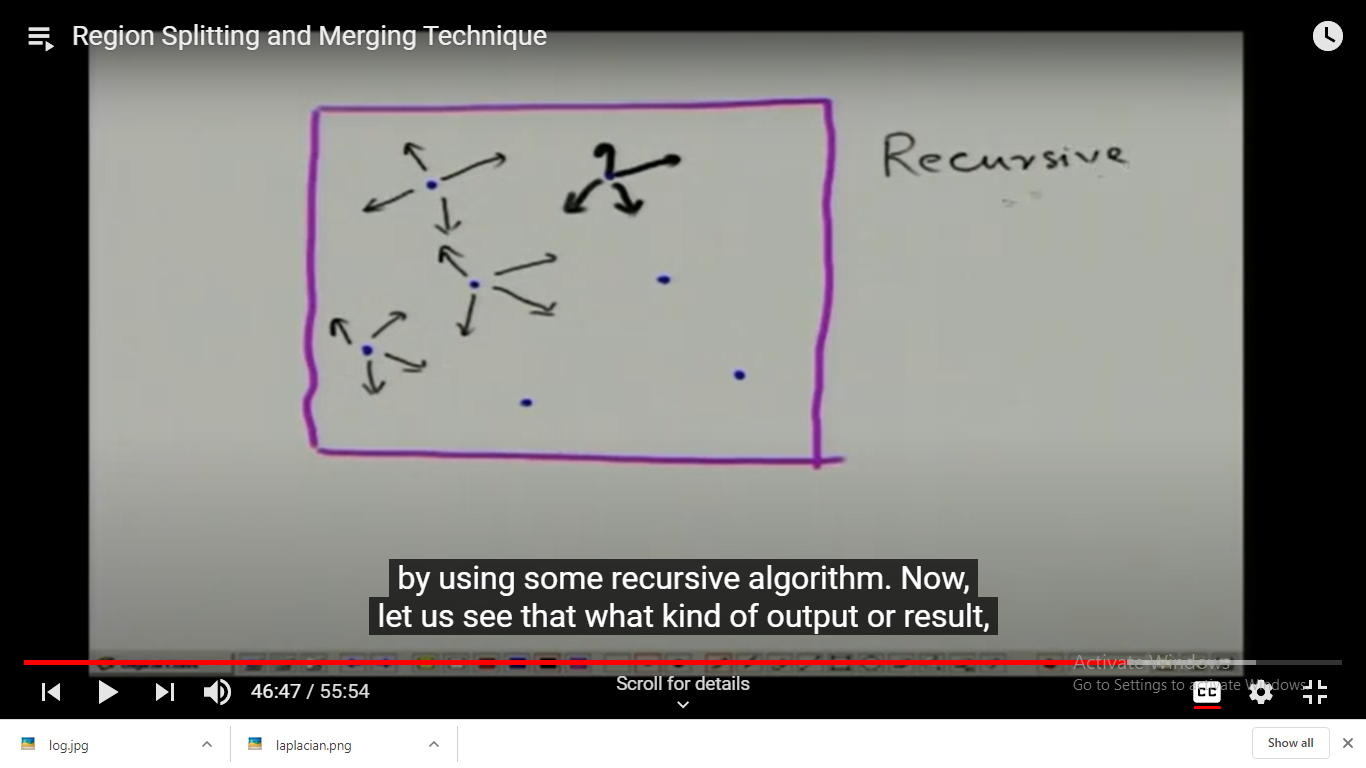 Region Splitting and Merging Technique
Recursive
by using some recursive algorithm. Now,
let us see that what kind of output or result,
Activate Windows
Go to Settings to activate Windows.
46:47 / 55:54
Scroll for details
CC
log.jpg
laplacian.png
Show all